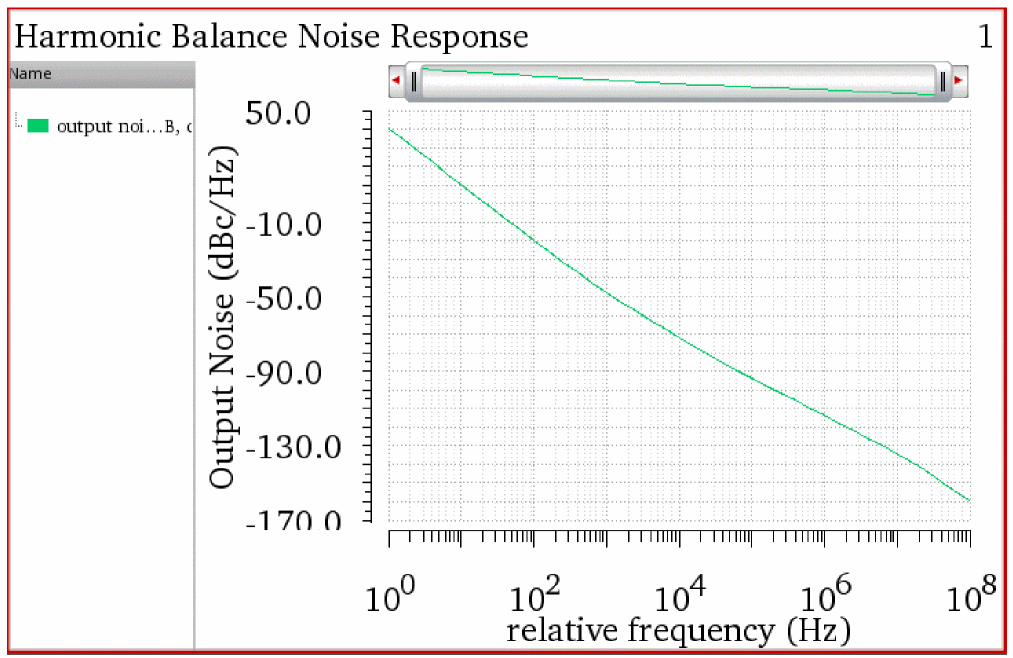 Harmonic Balance Noise Response
1
Name
output noi...B, c
50.0
-10.0
-50.0
-90.0
-130.0
-170.0
Output Noise (dBc/Hz)
10^0 10^2 10^4 10^6 10^8
relative frequency (Hz)